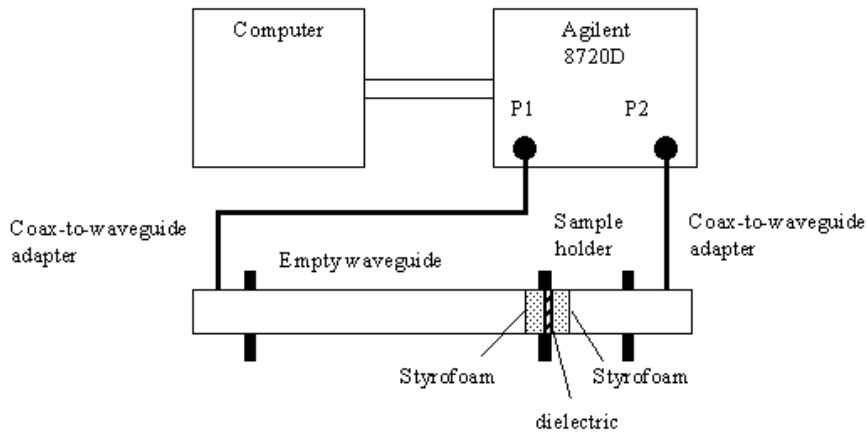 Computer
Agilent
8720D
P1
P2
Coax-to-waveguide
adapter
Empty waveguide
Sample
holder
Coax-to-waveguide
adapter
Styrofoam
Styrofoam
dielectric